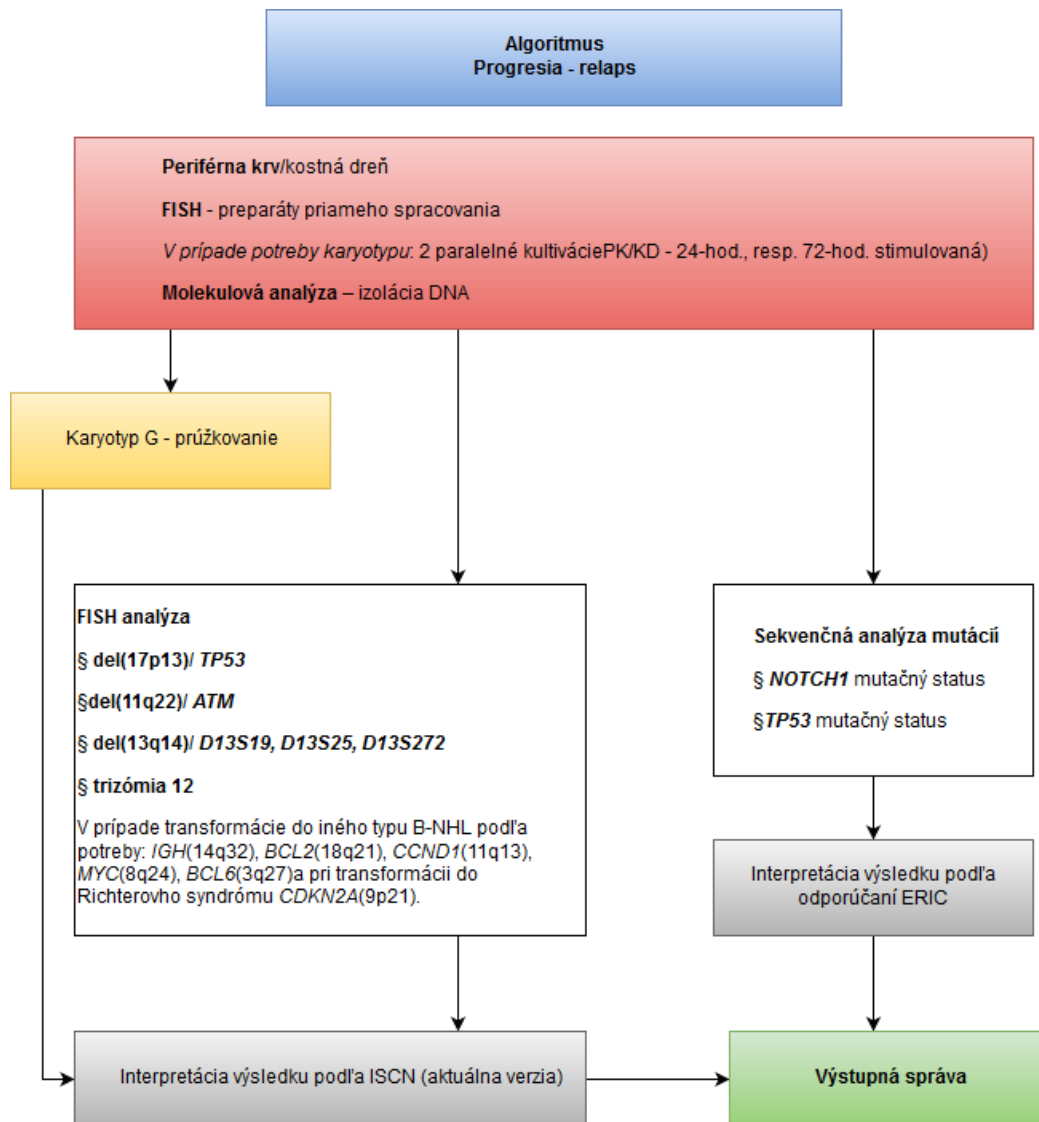 Algoritmus
Progresia - relaps
Periférna krv/kostná dreň
FISH - preparáty priameho spracovania
V prípade potreby karyotypu: 2 paralelné kultiváciePK/KD - 24-hod., resp. 72-hod. stimulovaná)
Molekulová analýza – izolácia DNA
Karyotyp G - prúžkovanie
FISH analýza
§ del(17p13)/ TP53
§del(11q22)/ ATM
§ del(13q14)/ D13S19, D13S25, D13S272
§ trizómia 12
V prípade transformácie do iného typu B-NHL podľa
potreby: IGH(14q32), BCL2(18q21), CCND1(11q13),
MYC(8q24), BCL6(3q27)a pri transformácii do
Richterovho syndrómu CDKN2A(9p21).
Sekvenčná analýza mutácií
§ NOTCH1 mutačný status
§TP53 mutačný status
Interpretácia výsledku podľa
odporúčaní ERIC
Interpretácia výsledku podľa ISCN (aktuálna verzia)
Výstupná správa